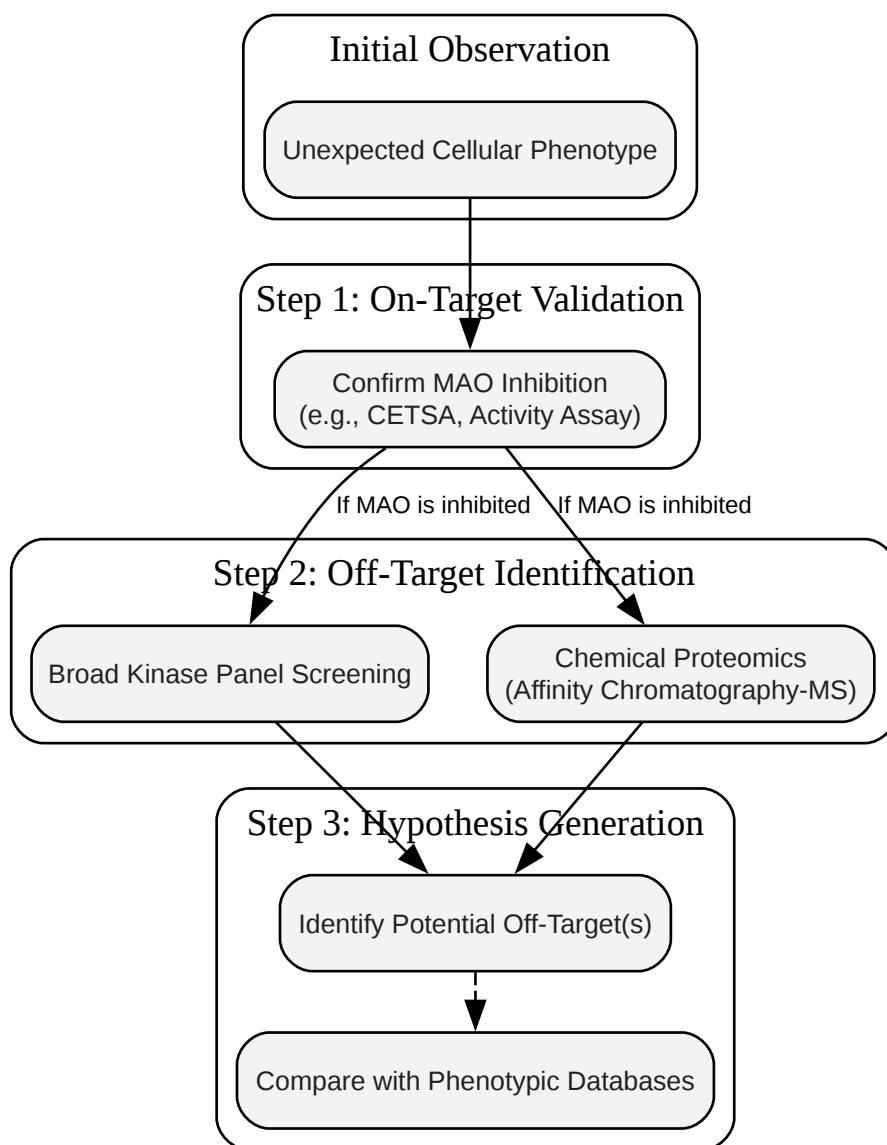 Initial Observation
Unexpected Cellular Phenotype
Step 1: On-Target Validation
Confirm MAO Inhibition
(e.g., CETSA, Activity Assay)
If MAO is inhibited
If MAO is inhibited
Step 2: Off-Target Identification
Broad Kinase Panel Screening
Chemical Proteomics
(Affinity Chromatography-MS)
Step 3: Hypothesis Generation
Identify Potential Off-Target(s)
Compare with Phenotypic Databases